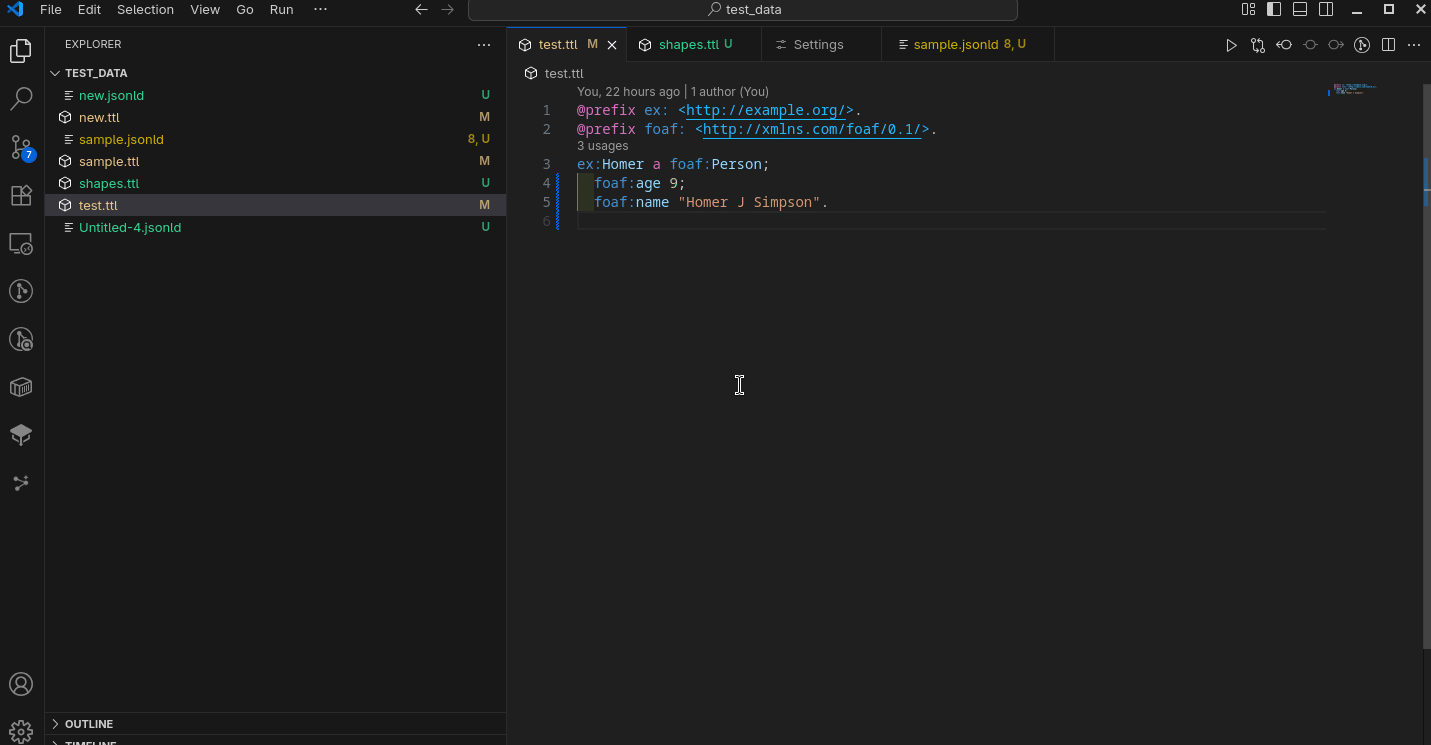 File Edit Selection View Go Run ··· test_data
EXPLORER ···
TEST_DATA
new.jsonld U
new.ttl M
sample.jsonld 8, U
sample.ttl M
shapes.ttl U
test.ttl M
Untitled-4.jsonld U
OUTLINE
TIMELINE
7
test.ttl M shapes.ttl U Settings sample.jsonld 8, U
test.ttl
You, 22 hours ago | 1 author (You)
1 @prefix ex: <http://example.org/>.
2 @prefix foaf: <http://xmlns.com/foaf/0.1/>.
3 usages
3 ex:Homer a foaf:Person;
4 foaf:age 9;
5 foaf:name "Homer J Simpson".
6